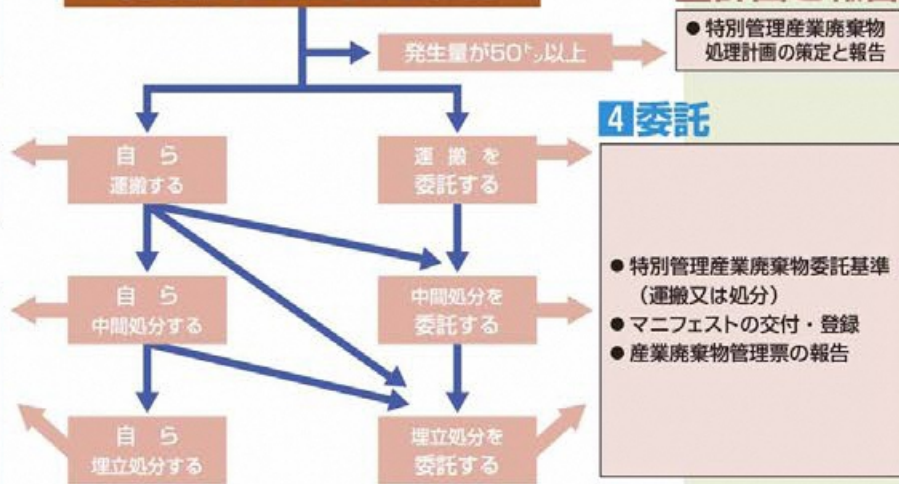 ● 特別管理産業廃棄物
処理計画の策定と報告
発生量が50㌧以上
4 委託
自 ら
運搬する
運 搬 を
委託する
● 特別管理産業廃棄物委託基準
（運搬又は処分）
● マニフェストの交付・登録
● 産業廃棄物管理票の報告
自 ら
中間処分する
中間処分を
委託する
自 ら
埋立処分する
埋立処分を
委託する